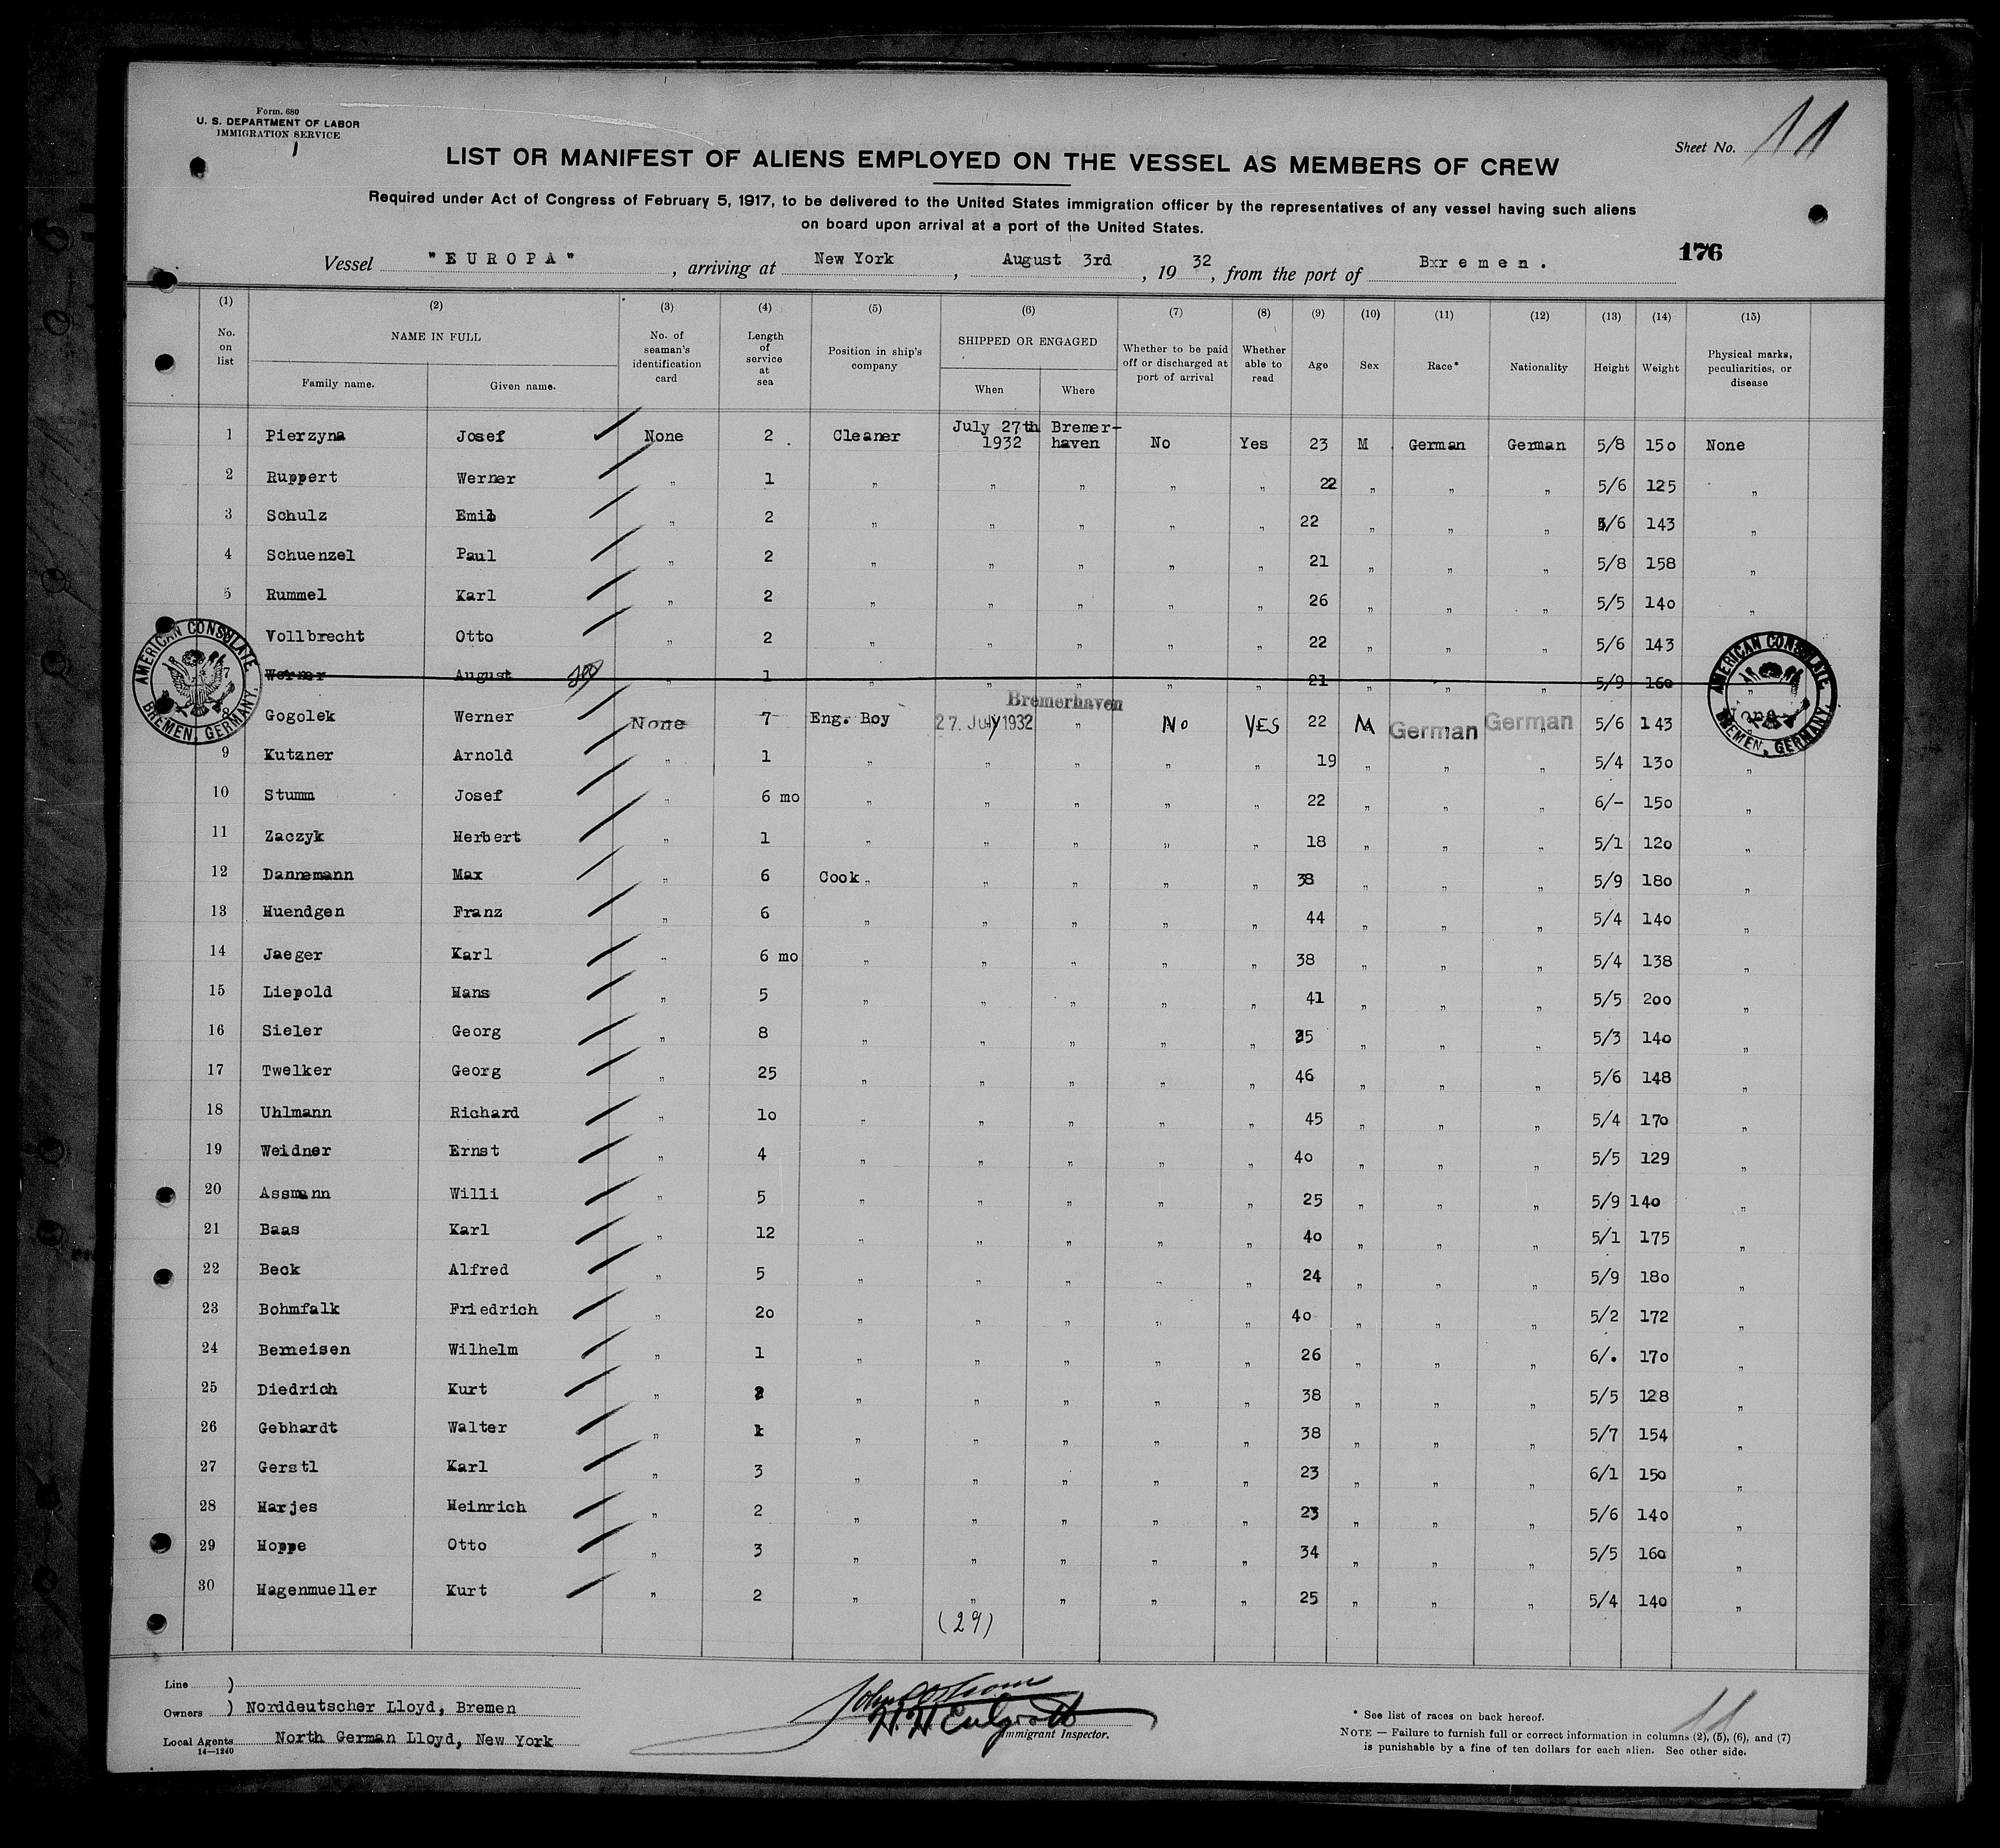 Form. 680
U. S. DEPARTMENT OF LABOR
IMMIGRATION SERVICE
Sheet No. 11
LIST OR MANIFEST OF ALIENS EMPLOYED ON THE VESSEL AS MEMBERS OF CREW
Required under Act of Congress of February 5, 1917, to be delivered to the United States immigration officer by the representatives of any vessel having such aliens
on board upon arrival at a port of the United States.
176
Vessel "EUROPA", arriving at New York, August 3rd, 1932, from the port of Bxremen.
(1) (2) (3) (4) (5) (6) (7) (8) (9) (10) (11) (12) (13) (14) (15)
No. on list NAME IN FULL Family name. Given name. No. of seaman's identification card Length of service at sea Position in ship's company SHIPPED OR ENGAGED When Where Whether to be paid off or discharged at port of arrival Whether able to read Age Sex Race* Nationality Height Weight Physical marks, peculiarities, or disease
1 Pierzyna Josef None 2 Cleaner July 27th 1932 Bremer-haven No Yes 23 M German German 5/8 150 None
2 Ruppert Werner " 1 " " " " " 22 " " " 5/6 125 "
3 Schulz Emil " 2 " " " " " 22 " " " 5/6 143 "
4 Schuenzel Paul " 2 " " " " " 21 " " " 5/8 158 "
5 Rummel Karl " 2 " " " " " 26 " " " 5/5 140 "
Vollbrecht Otto " 2 " " " " " 22 " " " 5/6 143
7 Werner August " 1 " " " " " 21 " " " 5/9 160 "
8 Gogolek Werner None 7 Eng. Boy 27. July 1932 Bremerhaven " No YES 22 M German German 5/6 143
9 Kutzner Arnold " 1 " " " " " 19 " " " 5/4 130 "
10 Stumm Josef " 6 mo " " " " " 22 " " " 6/- 150 "
11 Zaczyk Herbert " 1 " " " " " 18 " " " 5/1 120 "
12 Dannemann Max " 6 Cook " " " " " 38 " " " 5/9 180 "
13 Huendgen Franz " 6 " " " " " 44 " " " 5/4 140 "
14 Jaeger Karl " 6 mo " " " " " 38 " " " 5/4 138 "
15 Liepold Hans " 5 " " " " " 41 " " " 5/5 200 "
16 Sieler Georg " 8 " " " " " 35 " " " 5/3 140 "
17 Twelker Georg " 25 " " " " " 46 " " " 5/6 148 "
18 Uhlmann Richard " 10 " " " " " 45 " " " 5/4 170 "
19 Weidner Ernst " 4 " " " " " 40 " " " 5/5 129 "
20 Assmann Willi " 5 " " " " " 25 " " " 5/9 140 "
21 Baas Karl " 12 " " " " " 40 " " " 5/1 175 "
22 Beck Alfred " 5 " " " " " 24 " " " 5/9 180 "
23 Bohmfalk Friedrich " 20 " " " " " 40 " " " 5/2 172 "
24 Berneisen Wilhelm " 1 " " " " " 26 " " " 6/. 170 "
25 Diedrich Kurt " 2 " " " " " 38 " " " 5/5 128 "
26 Gebhardt Walter " 1 " " " " " 38 " " " 5/7 154 "
27 Gerstl Karl " 3 " " " " " 23 " " " 6/1 150 "
28 Harjes Heinrich " 2 " " " " " 23 " " " 5/6 140 "
29 Hoppe Otto " 3 " " " " " 34 " " " 5/5 160 "
30 Hagenmueller Kurt " 2 " " " " " 25 " " " 5/4 140 "
(29)
AMERICAN CONSULATE
BREMEN, GERMANY.
AMERICAN CONSULATE
BREMEN, GERMANY.
Line )
Owners ) Norddeutscher Lloyd, Bremen
Local Agents North German Lloyd, New York
14—1240
Immigrant Inspector.
11
* See list of races on back hereof.
NOTE — Failure to furnish full or correct information in columns (2), (5), (6), and (7)
is punishable by a fine of ten dollars for each alien. See other side.